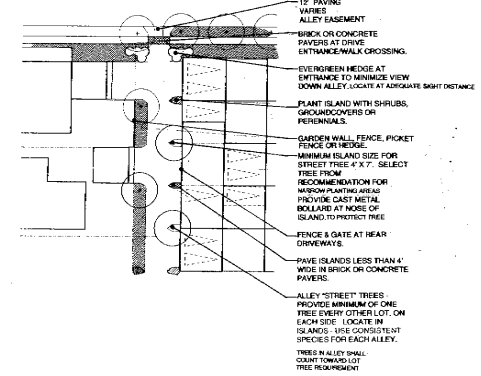 12' PAVING
VARIES
ALLEY EASEMENT
BRICK OR CONCRETE
PAVERS AT DRIVE
ENTRANCE/WALK CROSSING.
EVERGREEN HEDGE AT
ENTRANCE TO MINIMIZE VIEW
DOWN ALLEY. LOCATE AT ADEQUATE SIGHT DISTANCE
PLANT ISLAND WITH SHRUBS,
GROUNDCOVERS OR
PERENNIALS.
GARDEN WALL, FENCE, PICKET
FENCE OR HEDGE.
MINIMUM ISLAND SIZE FOR
STREET TREE 4' X 7'. SELECT
TREE FROM
RECOMMENDATION FOR
NARROW PLANTING AREAS
PROVIDE CAST METAL
BOLLARD AT NOSE OF
ISLAND. TO PROTECT TREE
FENCE & GATE AT REAR
DRIVEWAYS.
PAVE ISLANDS LESS THAN 4'
WIDE IN BRICK OR CONCRETE
PAVERS.
ALLEY "STREET" TREES -
PROVIDE MINIMUM OF ONE
TREE EVERY OTHER LOT, ON
EACH SIDE LOCATE IN
ISLANDS - USE CONSISTENT
SPECIES FOR EACH ALLEY.
TREES IN ALLEY SHALL
COUNT TOWARD LOT
TREE REQUIREMENT